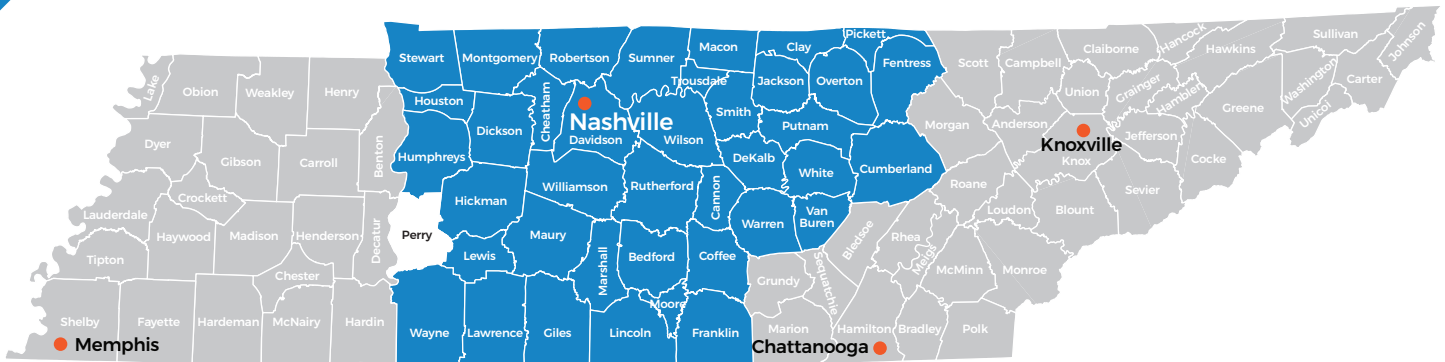 Stewart
Montgomery
Robertson
Sumner
Macon
Clay
Pickett
Fentress
Scott
Campbell
Claiborne
Hancock
Hawkins
Sullivan
Johnson
Lake
Obion
Weakley
Henry
Houston
Dickson
Cheatham
Nashville
Davidson
Wilson
Trousdale
Smith
Jackson
Overton
Putnam
Morgan
Anderson
Union
Grainger
Hamblen
Greene
Washington
Unicoi
Carter
Dyer
Gibson
Carroll
Benton
Humphreys
Hickman
Williamson
Rutherford
Cannon
DeKalb
White
Cumberland
Roane
Knoxville
Knox
Jefferson
Cocke
Sevier
Blount
Loudon
Lauderdale
Crockett
Haywood
Madison
Henderson
Decatur
Perry
Lewis
Maury
Marshall
Bedford
Coffee
Warren
Van
Buren
Bledsoe
Rhea
Meigs
McMinn
Monroe
Tipton
Chester
Moore
Grundy
Sequatchie
Shelby
Fayette
Hardeman
McNairy
Hardin
Wayne
Lawrence
Giles
Lincoln
Franklin
Marion
Hamilton
Bradley
Polk
Memphis
Chattanooga